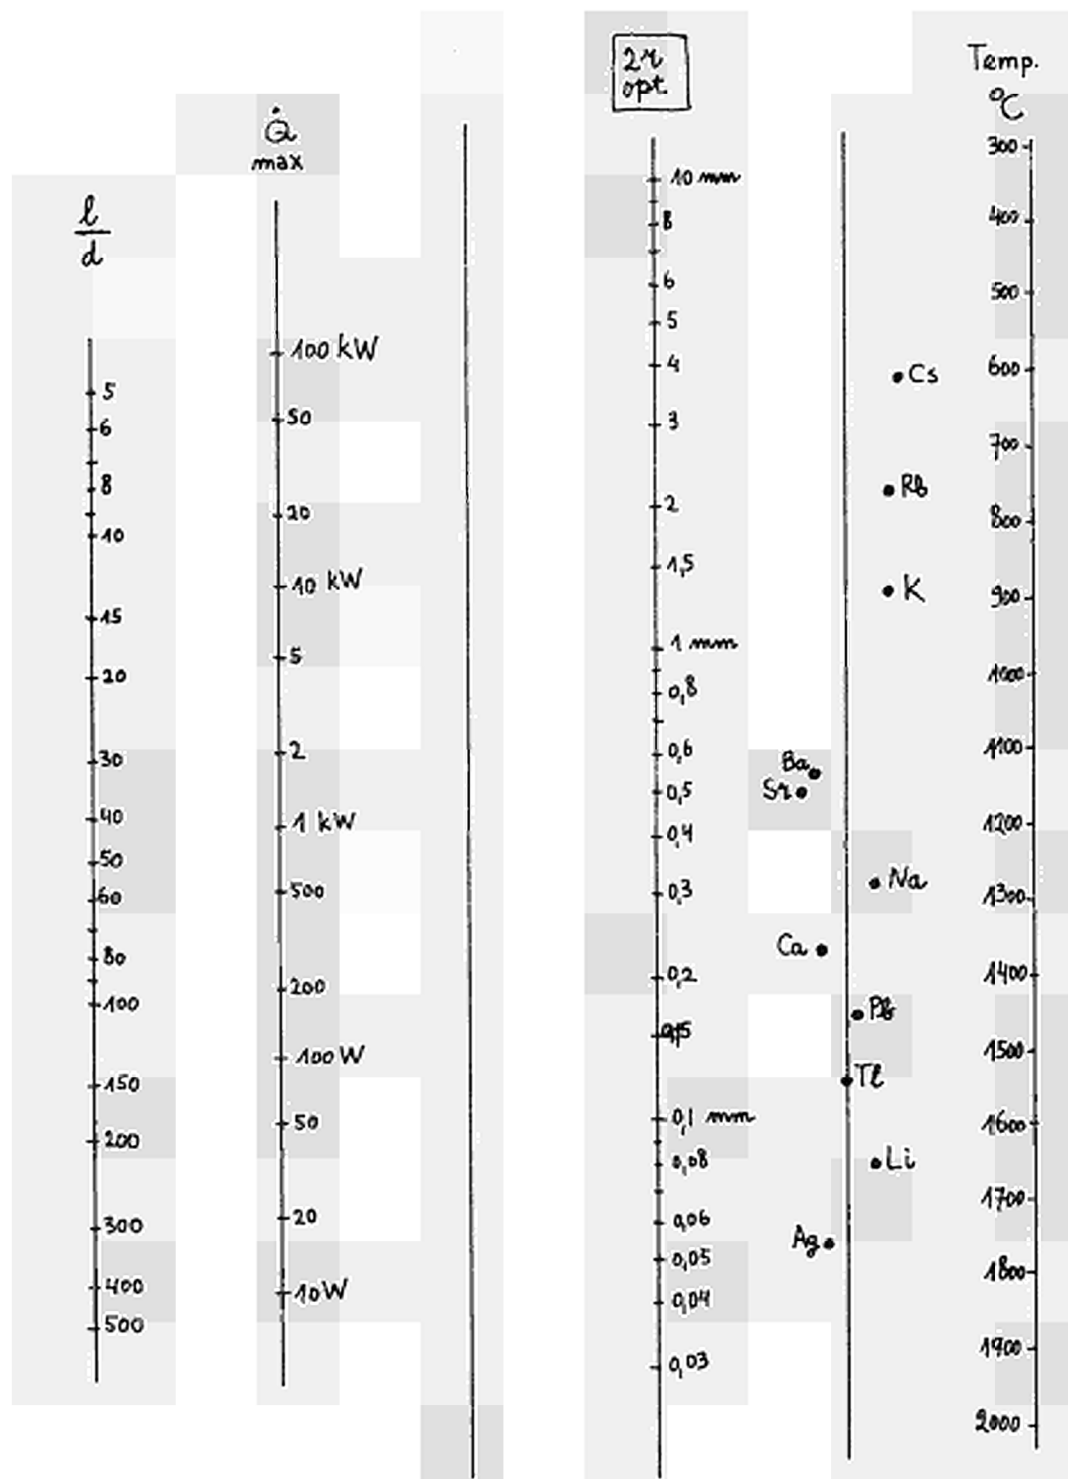 l
d
5
6
8
10
15
20
30
40
50
60
80
100
150
200
300
400
500
Q̇
max
100 kW
50
20
10 kW
5
2
1 kW
500
200
100 W
50
20
10 W
2r
opt.
10 mm
8
6
5
4
3
2
1,5
1 mm
0,8
0,6
0,5
0,4
0,3
0,2
0,15
0,1 mm
0,08
0,06
0,05
0,04
0,03
Cs
Rb
K
Ba
Sr
Na
Ca
Pb
Tl
Li
Ag
Temp.
°C
300
400
500
600
700
800
900
1000
1100
1200
1300
1400
1500
1600
1700
1800
1900
2000